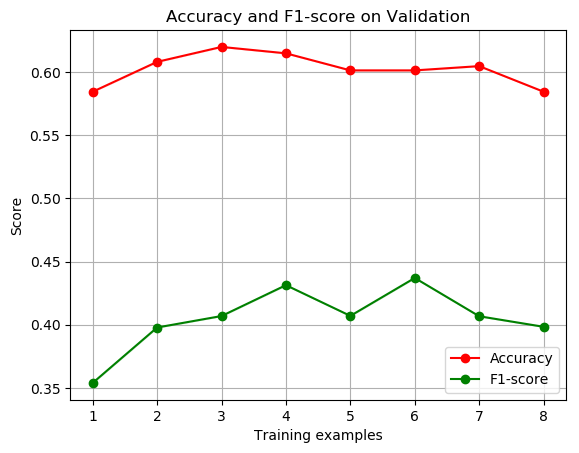 Accuracy and F1-score on Validation
0.60
0.55
0.50
0.45
0.40
0.35
Score
1 2 3 4 5 6 7 8
Training examples
Accuracy
F1-score